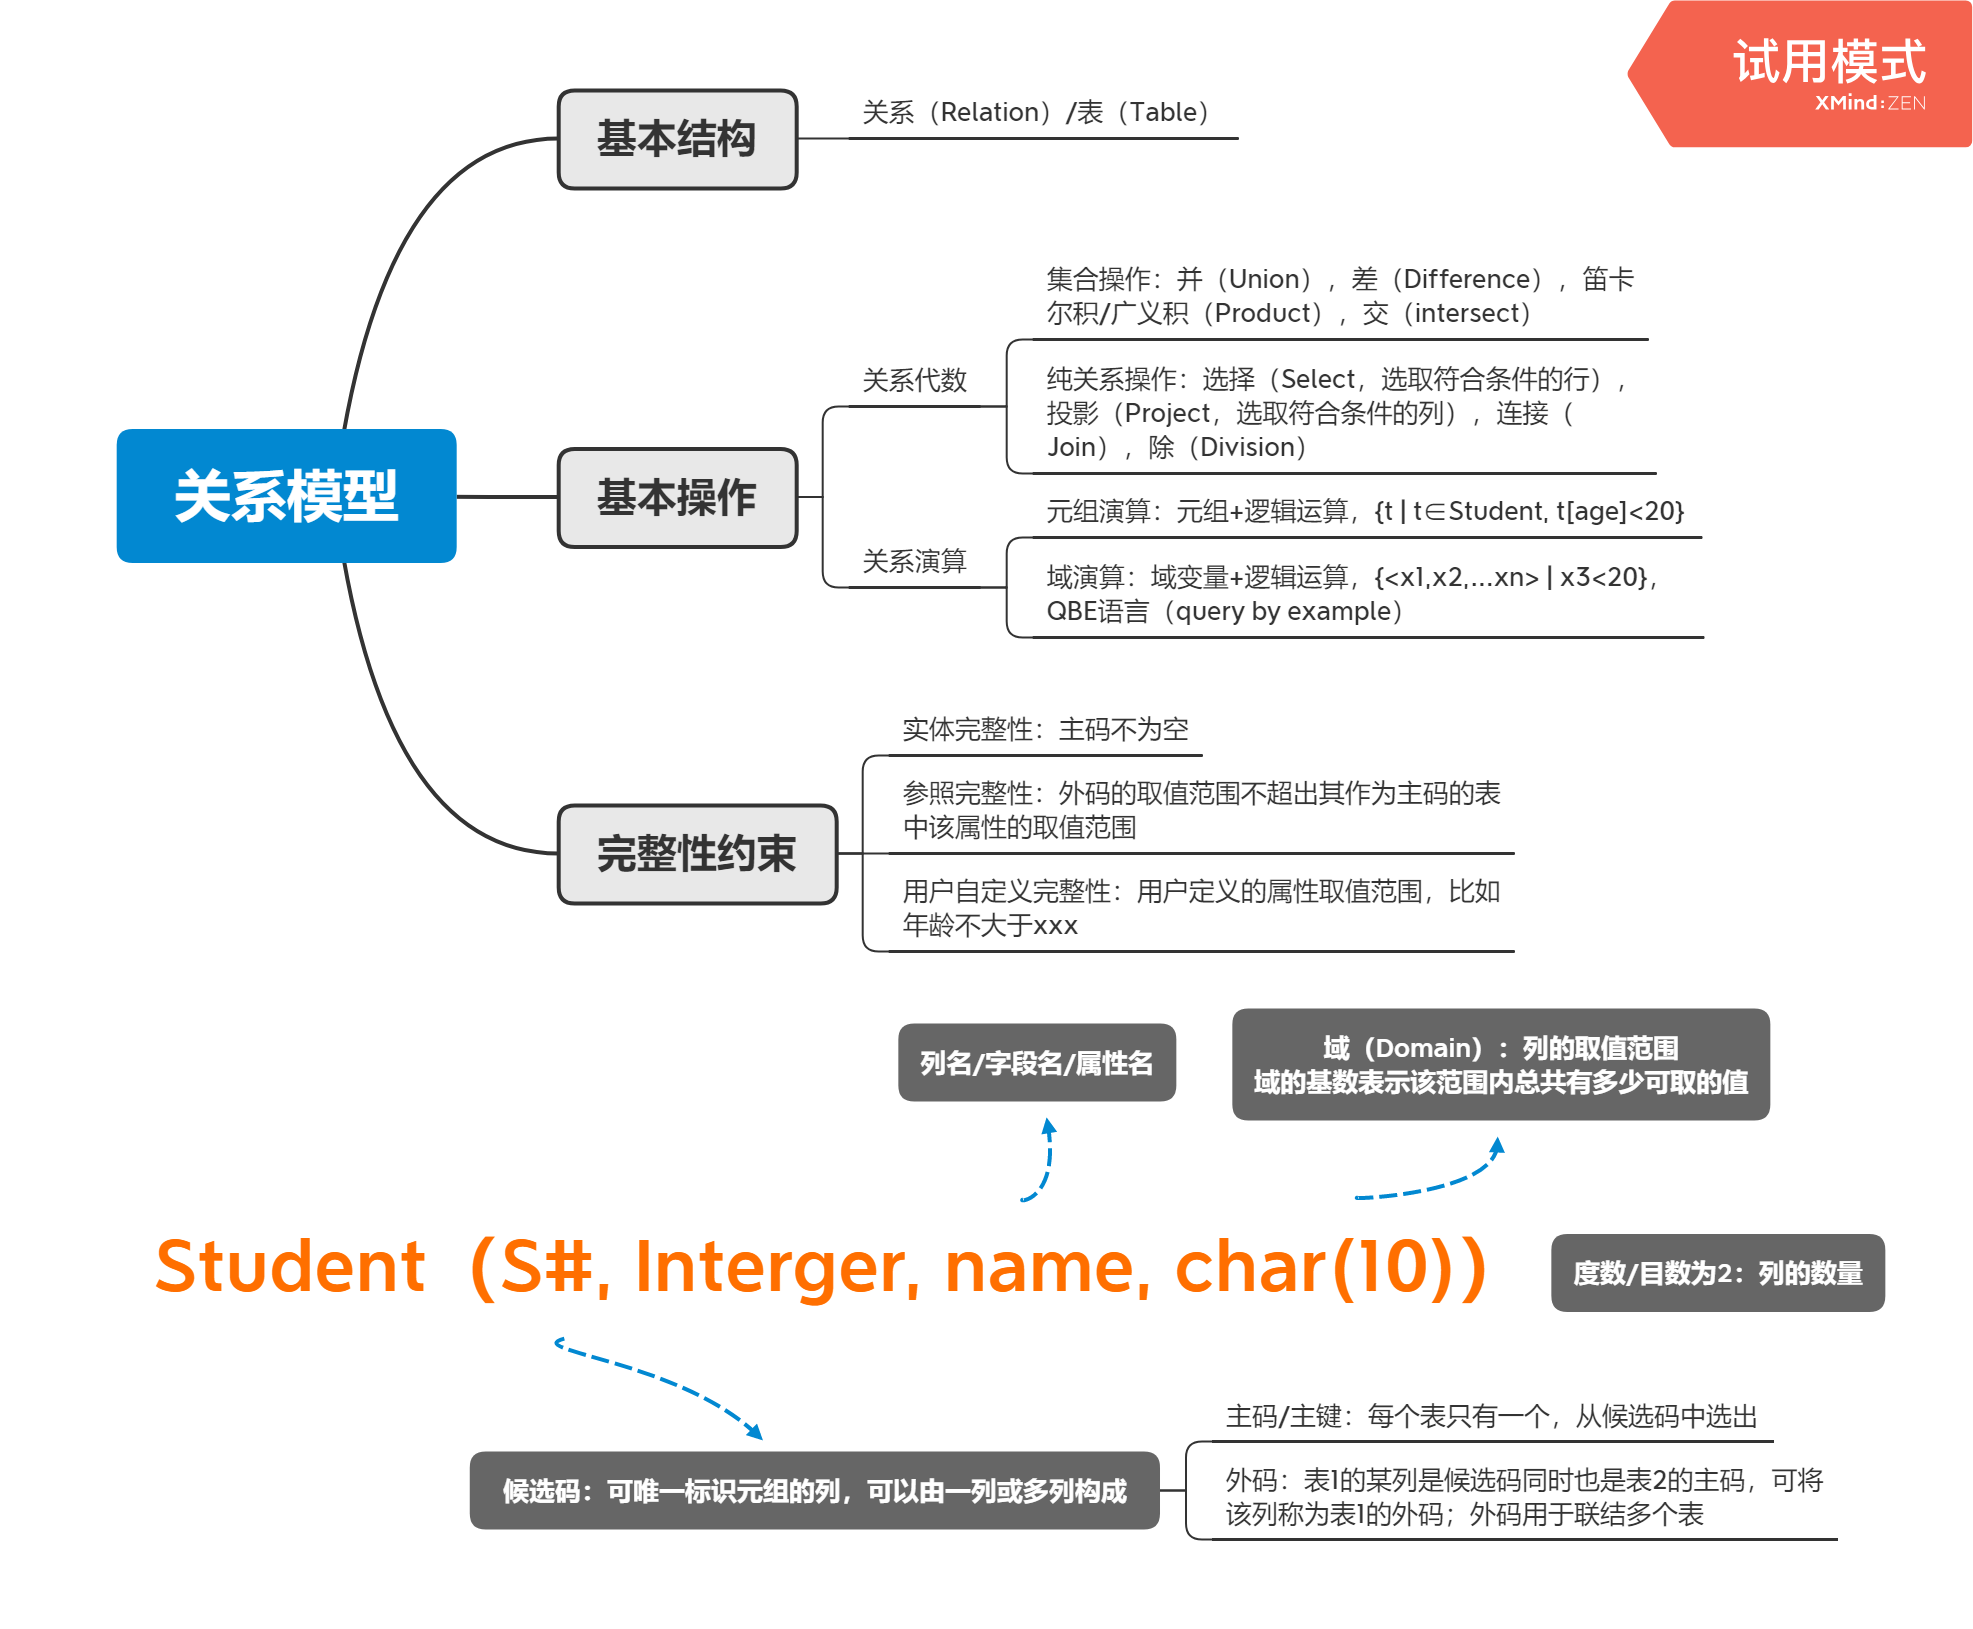 试用模式
XMind:ZEN
关系模型
基本结构
关系（Relation）/表（Table）
基本操作
关系代数
集合操作：并（Union），差（Difference），笛卡
尔积/广义积（Product），交（intersect）
纯关系操作：选择（Select，选取符合条件的行），
投影（Project，选取符合条件的列），连接（
Join），除（Division）
关系演算
元组演算：元组+逻辑运算，{t | t∈Student, t[age]<20}
域演算：域变量+逻辑运算，{<x1,x2,...xn> | x3<20}，
QBE语言（query by example）
完整性约束
实体完整性：主码不为空
参照完整性：外码的取值范围不超出其作为主码的表
中该属性的取值范围
用户自定义完整性：用户定义的属性取值范围，比如
年龄不大于xxx
列名/字段名/属性名
域（Domain）：列的取值范围
域的基数表示该范围内总共有多少可取的值
Student（S#, Interger, name, char(10)）
度数/目数为2：列的数量
候选码：可唯一标识元组的列，可以由一列或多列构成
主码/主键：每个表只有一个，从候选码中选出
外码：表1的某列是候选码同时也是表2的主码，可将
该列称为表1的外码；外码用于联结多个表